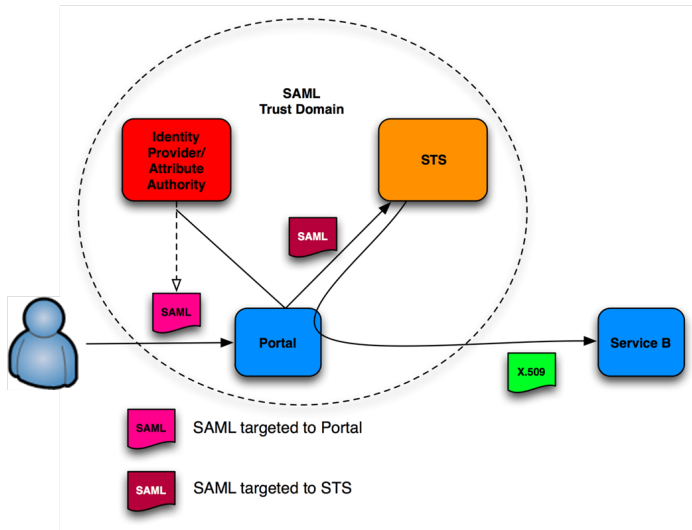 SAML
Trust Domain
Identity
Provider/
Attribute
Authority
STS
SAML
SAML
Portal
Service B
X.509
SAML SAML targeted to Portal
SAML SAML targeted to STS